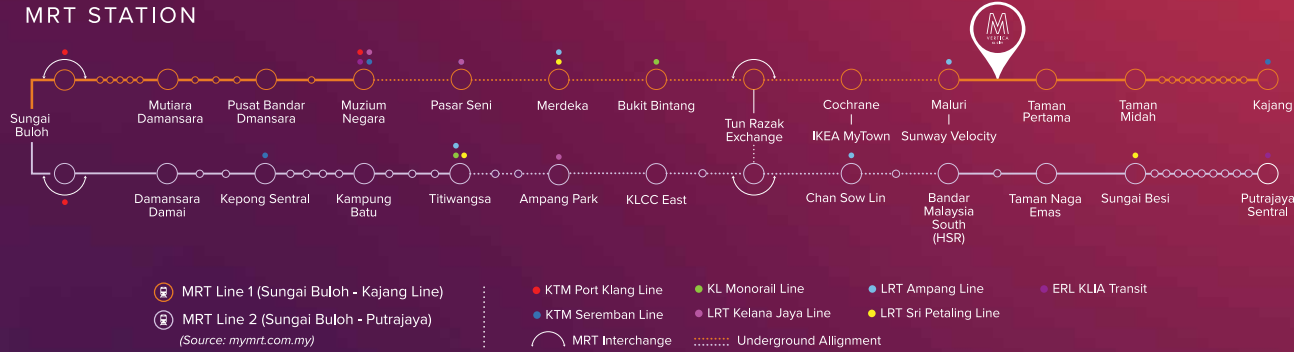 MRT STATION
M
VERTICA
Sungai
Buloh
Mutiara
Damansara
Pusat Bandar
Dmansara
Muzium
Negara
Pasar Seni
Merdeka
Bukit Bintang
Tun Razak
Exchange
Cochrane
IKEA MyTown
Maluri
Sunway Velocity
Taman
Pertama
Taman
Midah
Kajang
Damansara
Damai
Kepong Sentral
Kampung
Batu
Titiwangsa
Ampang Park
KLCC East
Chan Sow Lin
Bandar
Malaysia
South
(HSR)
Taman Naga
Emas
Sungai Besi
Putrajaya
Sentral
MRT Line 1 (Sungai Buloh - Kajang Line)
MRT Line 2 (Sungai Buloh - Putrajaya)
(Source: mymrt.com.my)
KTM Port Klang Line
KL Monorail Line
LRT Ampang Line
ERL KLIA Transit
KTM Seremban Line
LRT Kelana Jaya Line
LRT Sri Petaling Line
MRT Interchange
Underground Allignment